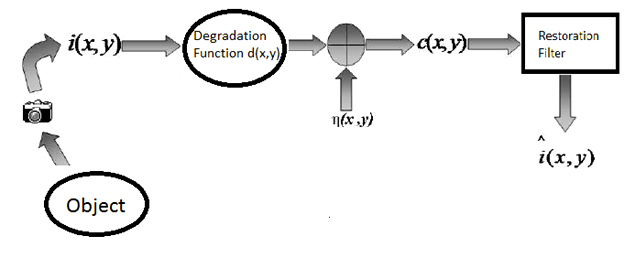 i(x,y)
Degradation
Function d(x,y)
c(x,y)
Restoration
Filter
η(x,y)
î(x,y)
Object